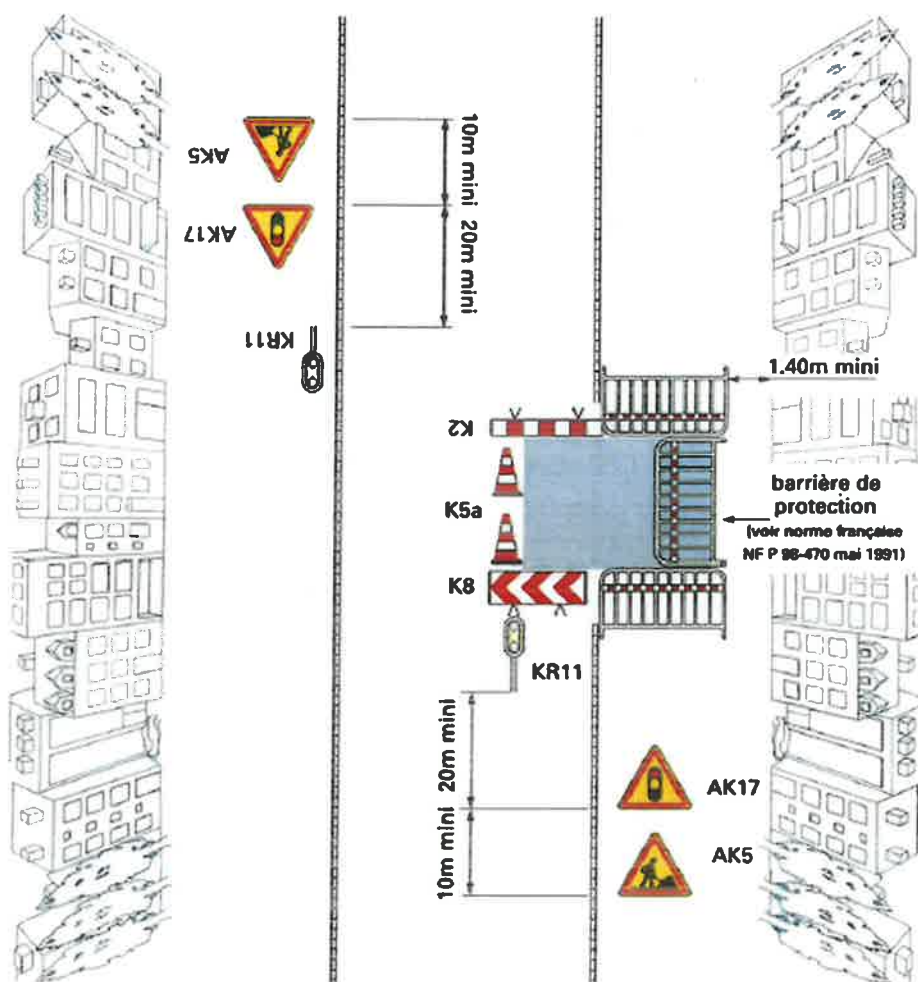 AK5
10m mini
AK17
20m mini
KR11
1.40m mini
K2
K5a
barrière de
protection
(voir norme française
NF P 98-470 mai 1991)
K8
KR11
20m mini
AK17
10m mini
AK5